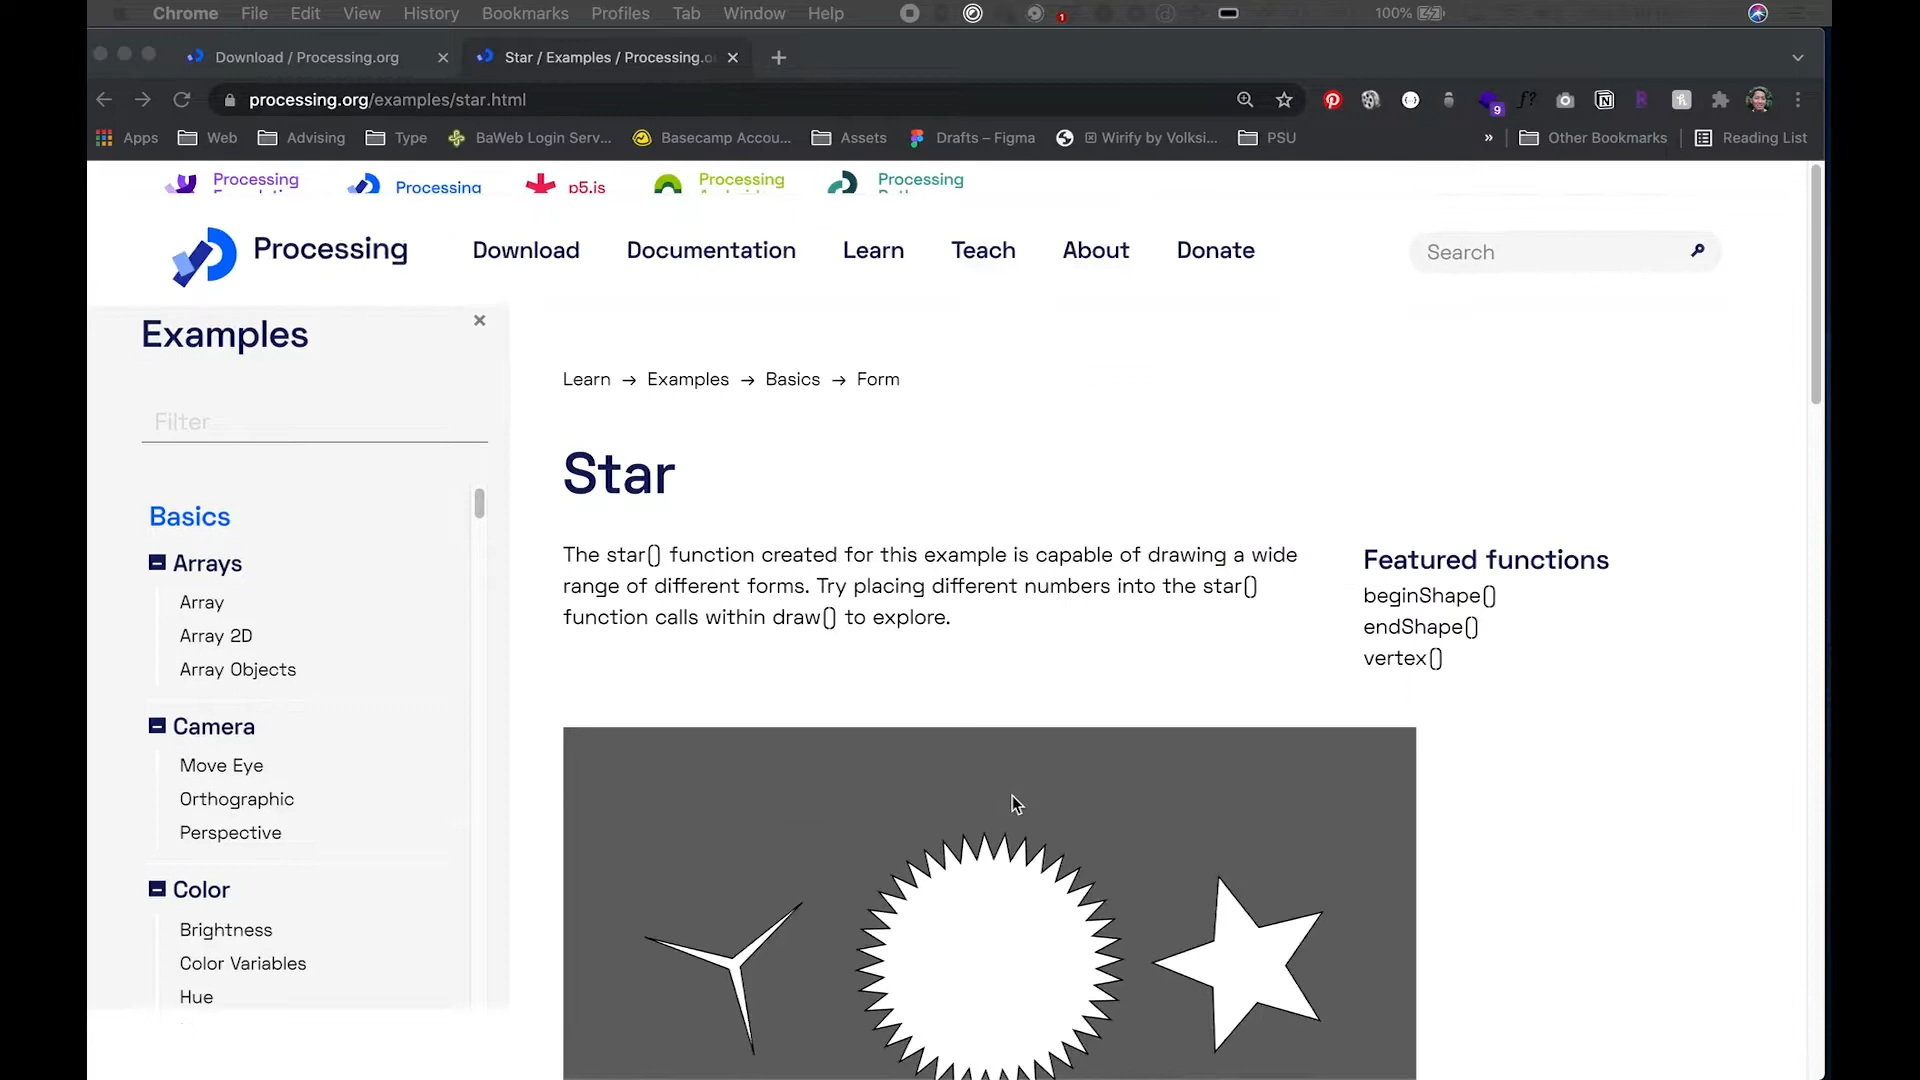 Chrome File Edit View History Bookmarks Profiles Tab Window Help 1 100%
Download / Processing.org
Star / Examples / Processing.o
processing.org/examples/star.html
9
f?
Apps Web Advising Type BaWeb Login Serv... Basecamp Accou... Assets Drafts – Figma Wirify by Volksi... PSU » Other Bookmarks Reading List
Processing
Processing
p5.js
Processing
Processing
Processing
Download Documentation Learn Teach About Donate
Search
Examples
Filter
Basics
Arrays
Array
Array 2D
Array Objects
Camera
Move Eye
Orthographic
Perspective
Color
Brightness
Color Variables
Hue
Learn → Examples → Basics → Form
Star
The star() function created for this example is capable of drawing a wide
range of different forms. Try placing different numbers into the star()
function calls within draw() to explore.
Featured functions
beginShape()
endShape()
vertex()